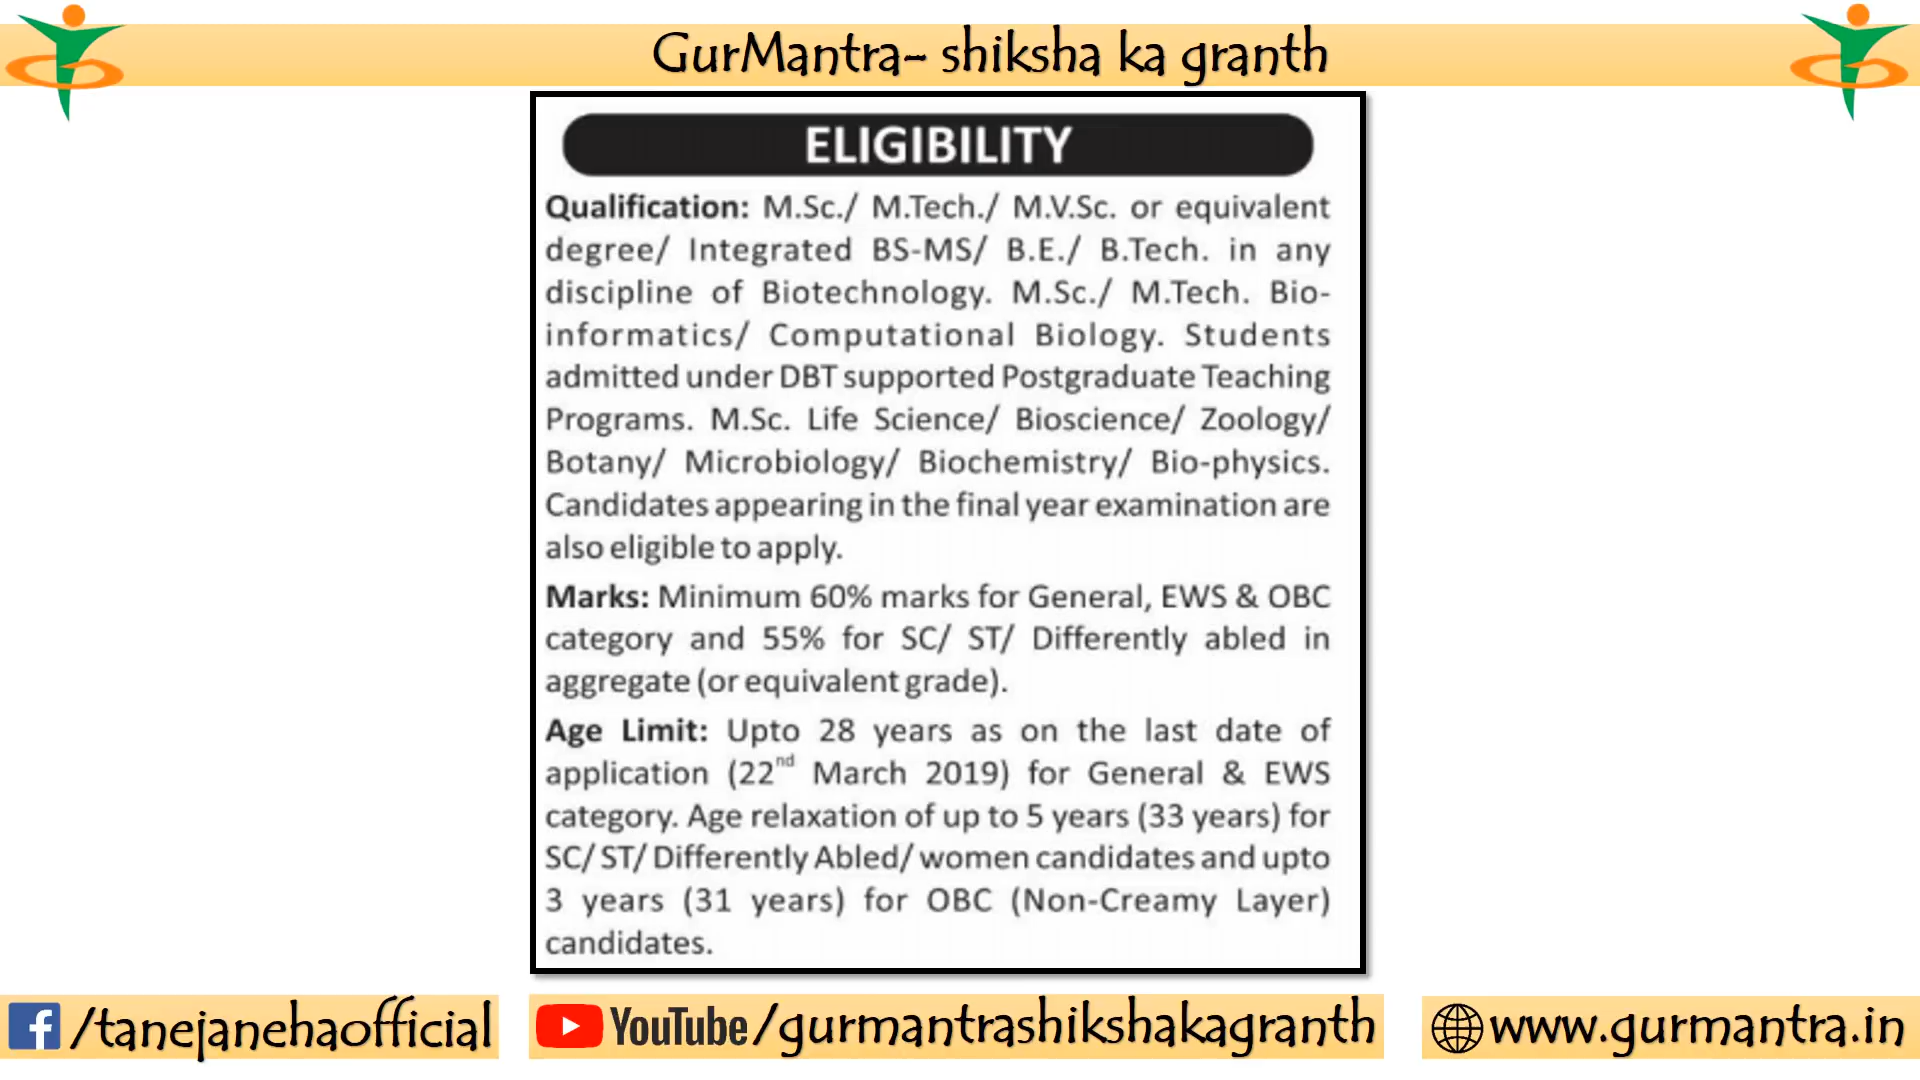 GurMantra- shiksha ka granth
ELIGIBILITY
Qualification: M.Sc./ M.Tech./ M.V.Sc. or equivalent
degree/ Integrated BS-MS/ B.E./ B.Tech. in any
discipline of Biotechnology. M.Sc./ M.Tech. Bio-
informatics/ Computational Biology. Students
admitted under DBT supported Postgraduate Teaching
Programs. M.Sc. Life Science/ Bioscience/ Zoology/
Botany/ Microbiology/ Biochemistry/ Bio-physics.
Candidates appearing in the final year examination are
also eligible to apply.
Marks: Minimum 60% marks for General, EWS & OBC
category and 55% for SC/ ST/ Differently abled in
aggregate (or equivalent grade).
Age Limit: Upto 28 years as on the last date of
application (22nd March 2019) for General & EWS
category. Age relaxation of up to 5 years (33 years) for
SC/ ST/ Differently Abled/ women candidates and upto
3 years (31 years) for OBC (Non-Creamy Layer)
candidates.
/tanejanehaofficial
YouTube/gurmantrashikshakagranth
www.gurmantra.in